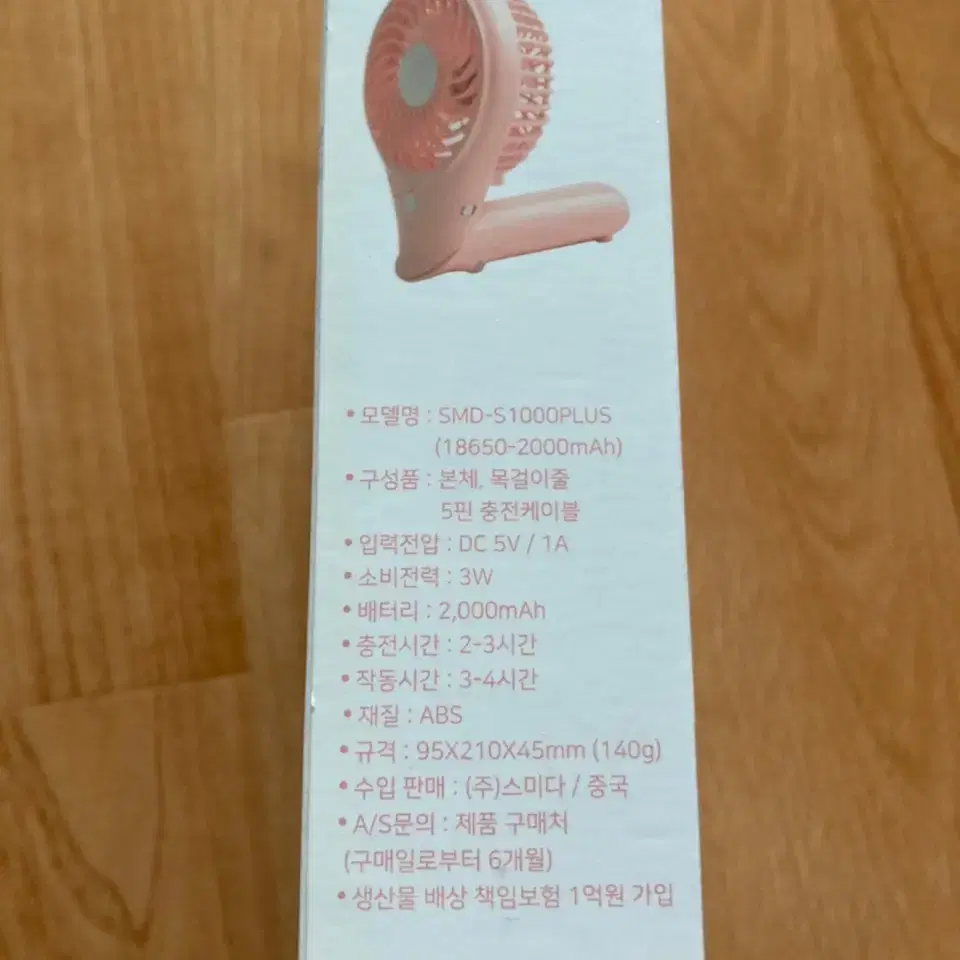 • 모델명 : SMD-S1000PLUS
(18650-2000mAh)
• 구성품 : 본체, 목걸이줄
5핀 충전케이블
• 입력전압 : DC 5V / 1A
• 소비전력 : 3W
• 배터리 : 2,000mAh
• 충전시간 : 2-3시간
• 작동시간 : 3-4시간
• 재질 : ABS
• 규격 : 95X210X45mm (140g)
• 수입 판매 : (주)스미다 / 중국
• A/S문의 : 제품 구매처
(구매일로부터 6개월)
• 생산물 배상 책임보험 1억원 가입